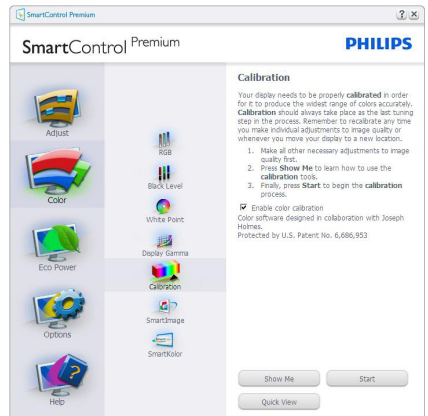 SmartControl Premium
SmartControl Premium
PHILIPS
Adjust
Color
Eco Power
Options
Help
RGB
Black Level
White Point
Display Gamma
Calibration
SmartImage
SmartKolor
Calibration
Your display needs to be properly calibrated in order
for it to produce the widest range of colors accurately.
Calibration should always take place as the last tuning
step in the process. Remember to recalibrate any time
you make individual adjustments to image quality or
whenever you move your display to a new location.
1. Make all other necessary adjustments to image
quality first.
2. Press Show Me to learn how to use the
calibration tools.
3. Finally, press Start to begin the calibration
process.
Enable color calibration
Color software designed in collaboration with Joseph
Holmes.
Protected by U.S. Patent No. 6,686,953
Show Me
Start
Quick View